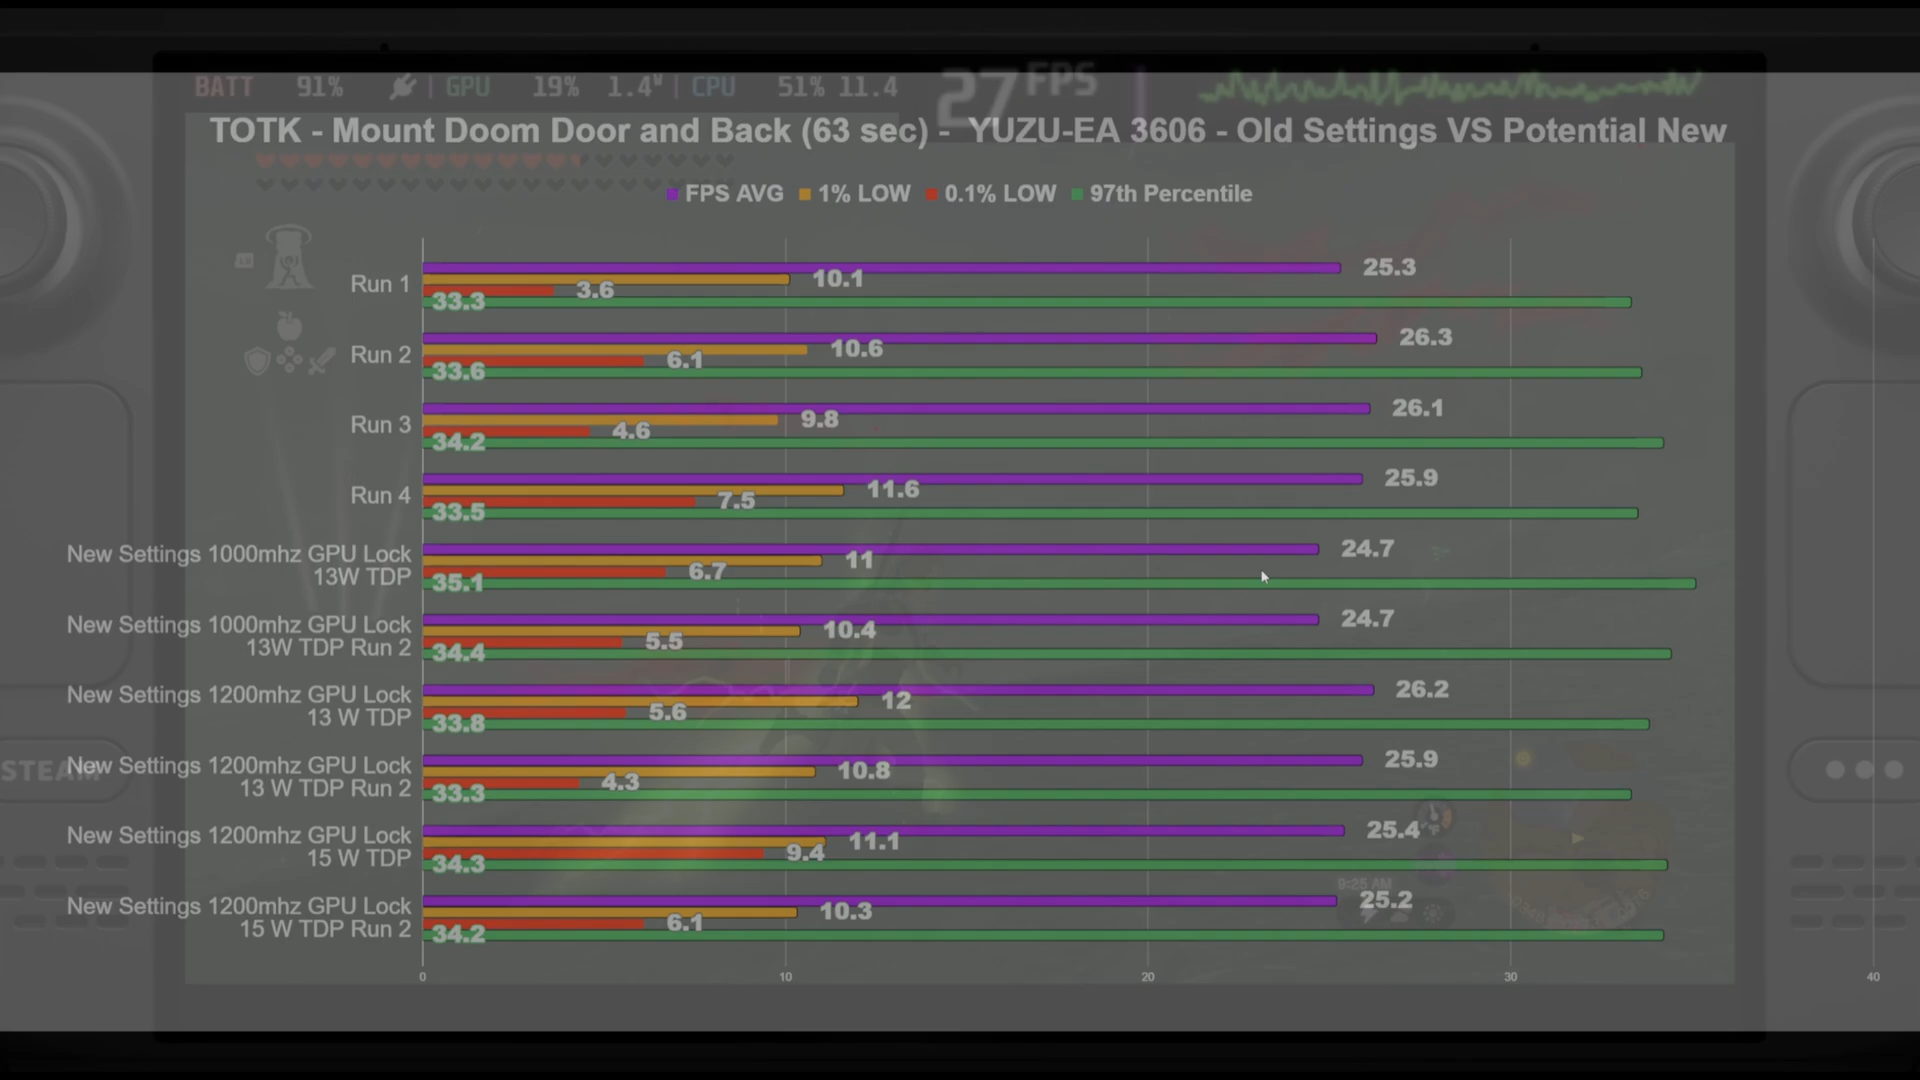 BATT 91% GPU 19% 1.4W CPU 51% 11.4 27 FPS
TOTK - Mount Doom Door and Back (63 sec) - YUZU-EA 3606 - Old Settings VS Potential New
FPS AVG 1% LOW 0.1% LOW 97th Percentile
Run 1
25.3
10.1
3.6
33.3
Run 2
26.3
10.6
6.1
33.6
Run 3
26.1
9.8
4.6
34.2
Run 4
25.9
11.6
7.5
33.5
New Settings 1000mhz GPU Lock
13W TDP
24.7
11
6.7
35.1
New Settings 1000mhz GPU Lock
13W TDP Run 2
24.7
10.4
5.5
34.4
New Settings 1200mhz GPU Lock
13 W TDP
26.2
12
5.6
33.8
STEAM
New Settings 1200mhz GPU Lock
13 W TDP Run 2
25.9
10.8
4.3
33.3
New Settings 1200mhz GPU Lock
15 W TDP
25.4
11.1
9.4
34.3
9:25 AM
New Settings 1200mhz GPU Lock
15 W TDP Run 2
25.2
10.3
6.1
34.2
0 10 20 30 40